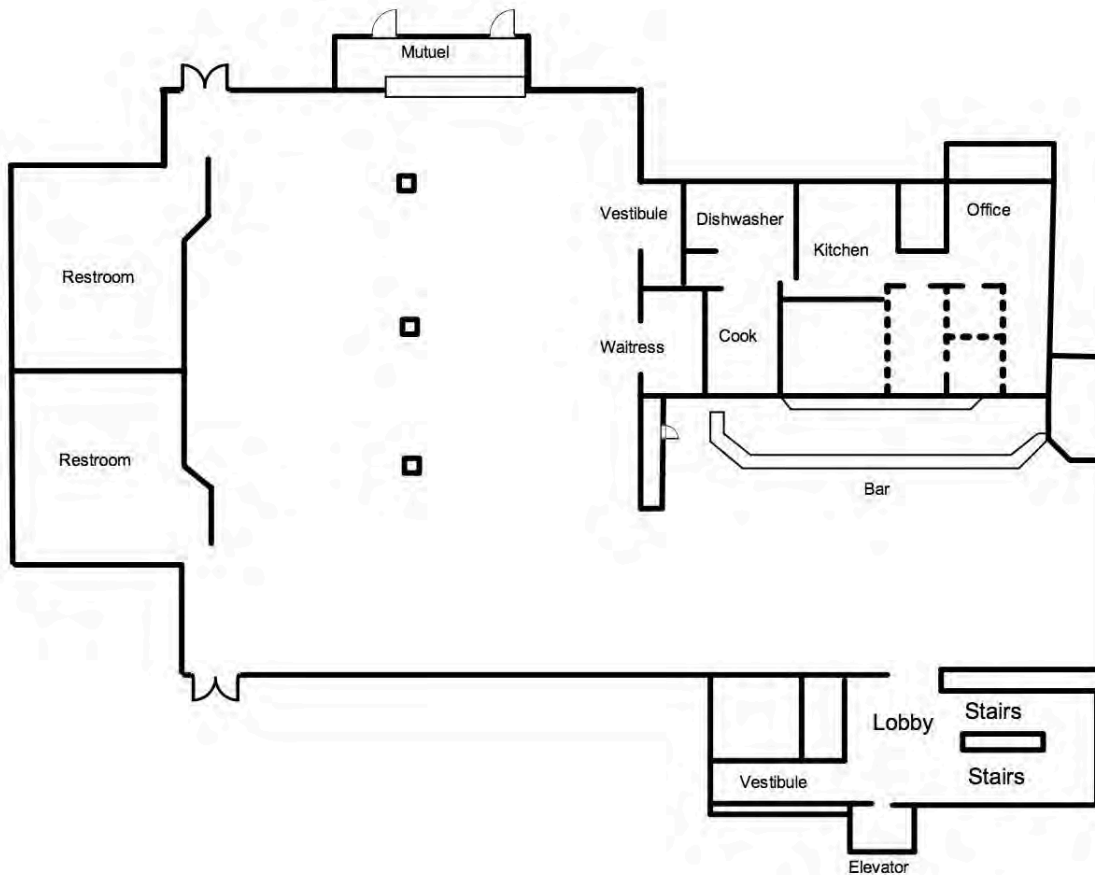 Mutuel
Vestibule
Dishwasher
Office
Kitchen
Restroom
Waitress
Cook
Restroom
Bar
Lobby
Stairs
Stairs
Vestibule
Elevator